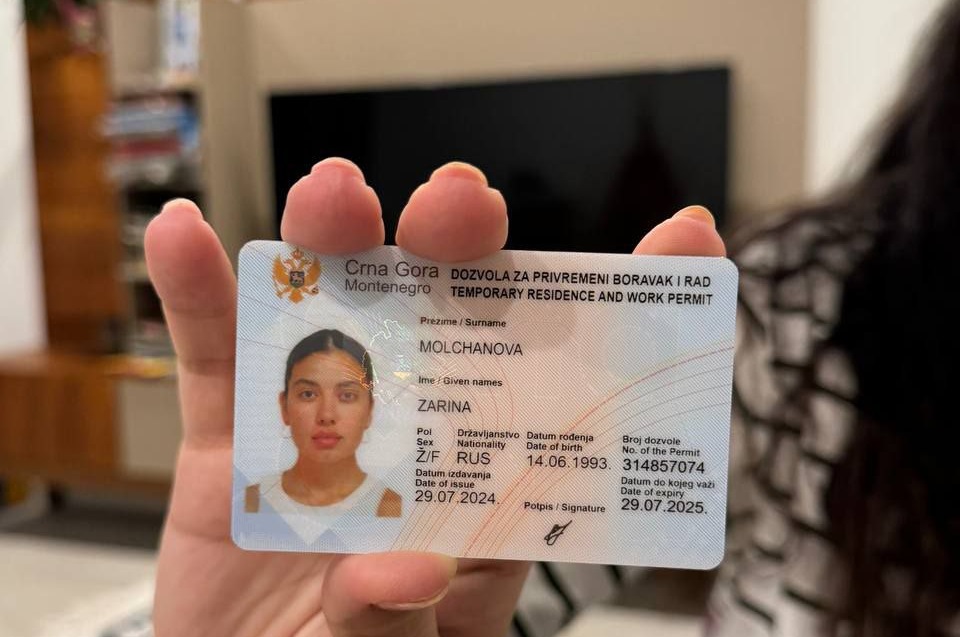 Crna Gora
Montenegro
DOZVOLA ZA PRIVREMENI BORAVAK I RAD
TEMPORARY RESIDENCE AND WORK PERMIT
Prezime / Surname
MOLCHANOVA
Ime / Given names
ZARINA
Pol
Sex
Ž/F
Državljanstvo
Nationality
RUS
Datum rođenja
Date of birth
14.06.1993.
Broj dozvole
No. of the Permit
314857074
Datum izdavanja
Date of issue
29.07.2024.
Datum do kojeg važi
Date of expiry
29.07.2025.
Potpis / Signature